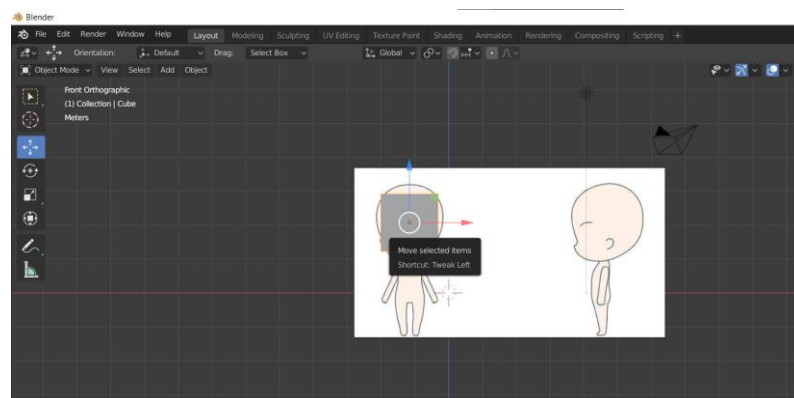 Blender
File Edit Render Window Help Layout Modeling Sculpting UV Editing Texture Paint Shading Animation Rendering Compositing Scripting +
Orientation: Default Drag: Select Box Global
Object Mode View Select Add Object
Front Orthographic
(1) Collection | Cube
Meters
Move selected items
Shortcut: Tweak Left